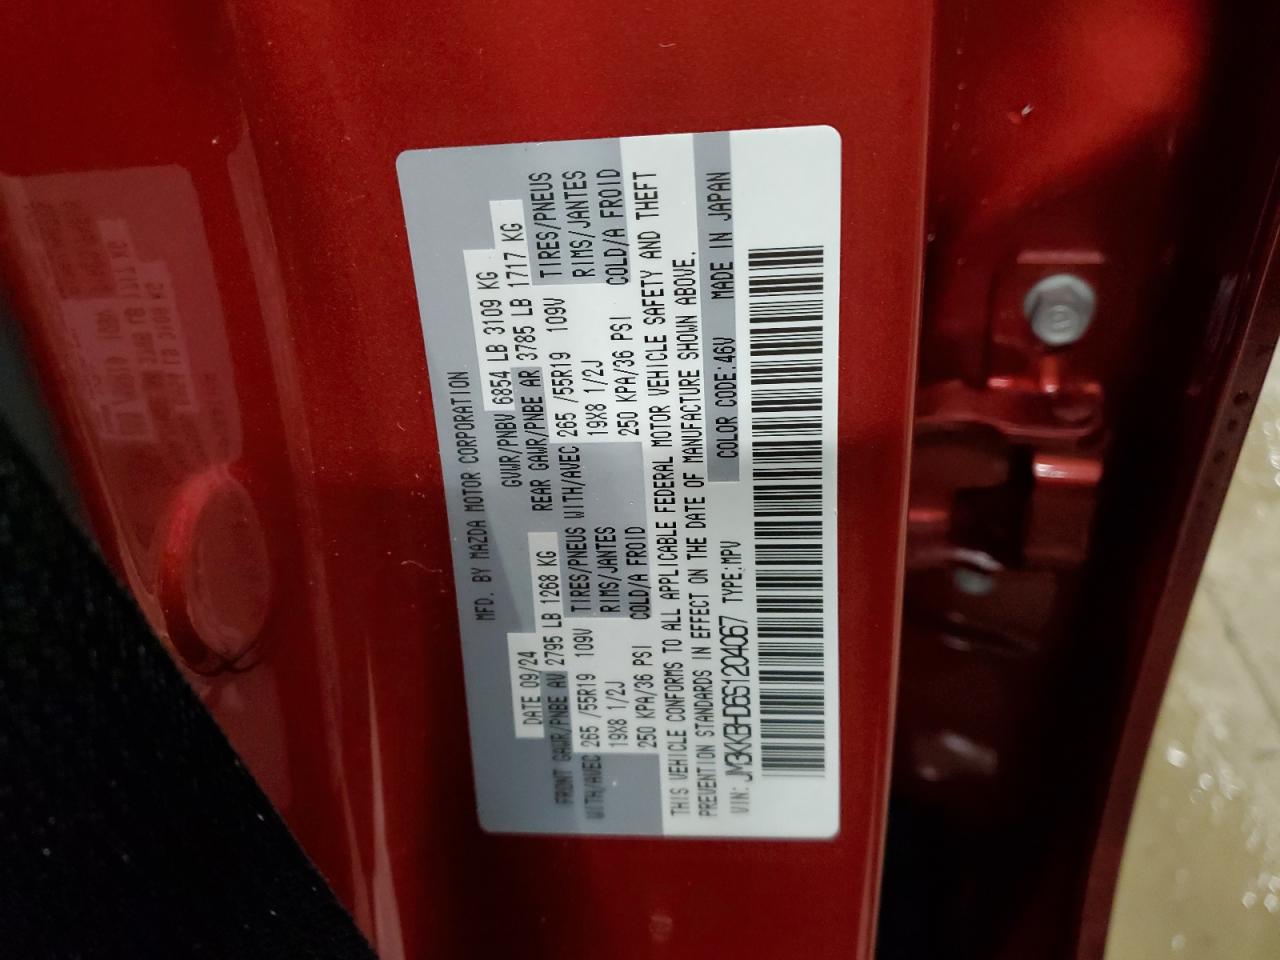 MFD. BY MAZDA MOTOR CORPORATION
DATE 09/24 GVWR/PNBV 6854 LB 3109 KG
FRONT GAWR/PNBE AV 2795 LB 1268 KG REAR GAWR/PNBE AR 3785 LB 1717 KG
WITH/AVEC 265 /55R19 109V TIRES/PNEUS WITH/AVEC 265 /55R19 109V TIRES/PNEUS
19X8 1/2J RIMS/JANTES 19X8 1/2J RIMS/JANTES
250 KPA/36 PSI COLD/A FROID 250 KPA/36 PSI COLD/A FROID
THIS VEHICLE CONFORMS TO ALL APPLICABLE FEDERAL MOTOR VEHICLE SAFETY AND THEFT
PREVENTION STANDARDS IN EFFECT ON THE DATE OF MANUFACTURE SHOWN ABOVE.
VIN: JM3KKBHD6S1204067 TYPE:MPV COLOR CODE:46V MADE IN JAPAN